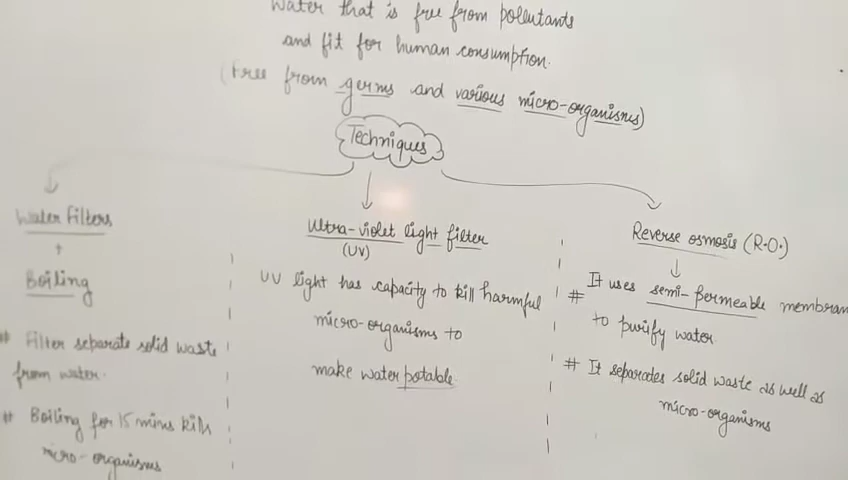 Water that is free from pollutants
and fit for human consumption.
(Free from germs and various micro-organisms)
Techniques
Water Filters
+
Boiling
# Filter separate solid waste
from water.
# Boiling for 15 mins kills
micro-organisms
Ultra-violet light filter
(UV)
UV light has capacity to kill harmful
micro-organisms to
make water potable
Reverse osmosis (R.O.)
# It uses semi-permeable membran
to purify water.
# It separates solid waste as well as
micro-organisms